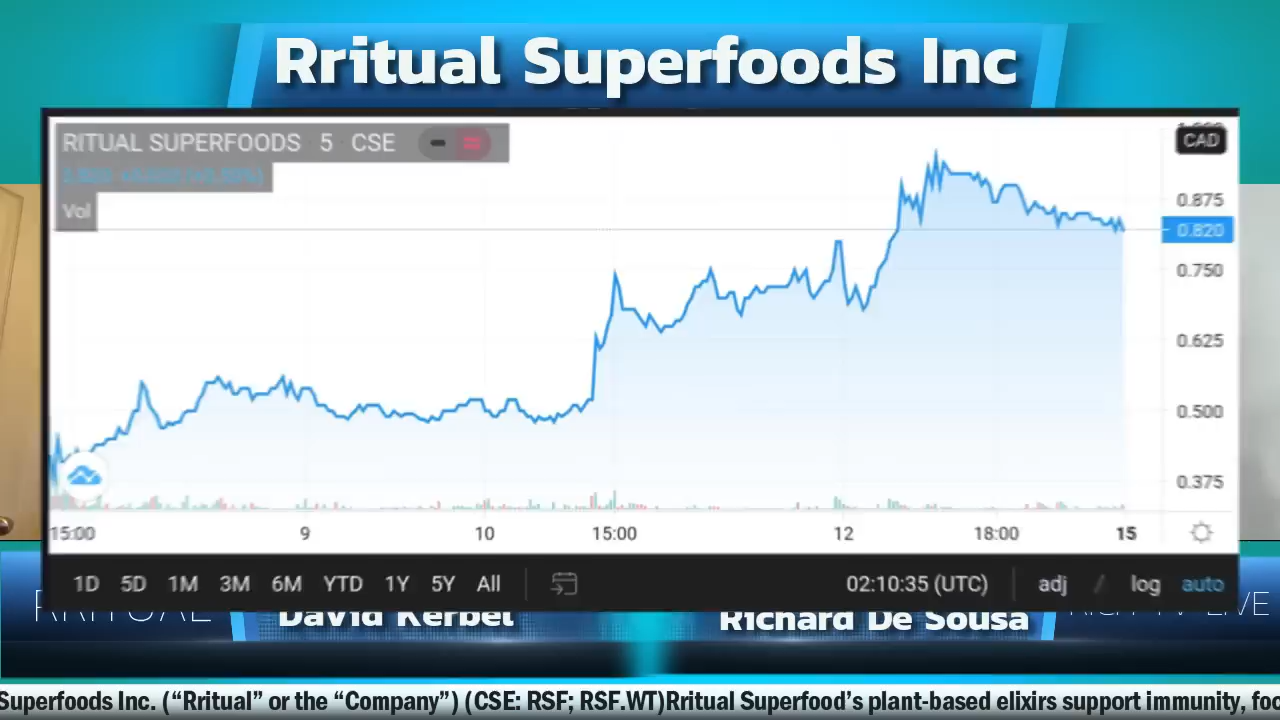 Rritual Superfoods Inc
RITUAL SUPERFOODS 5 CSE
Vol
CAD
0.875
0.820
0.750
0.625
0.500
0.375
15:00 9 10 15:00 12 18:00 15
1D 5D 1M 3M 6M YTD 1Y 5Y All 02:10:35 (UTC) adj / log auto
RRITUAL
David Kerbel
Richard De Sousa
Superfoods Inc. (“Rritual” or the “Company”) (CSE: RSF; RSF.WT)Rritual Superfood’s plant-based elixirs support immunity, foc